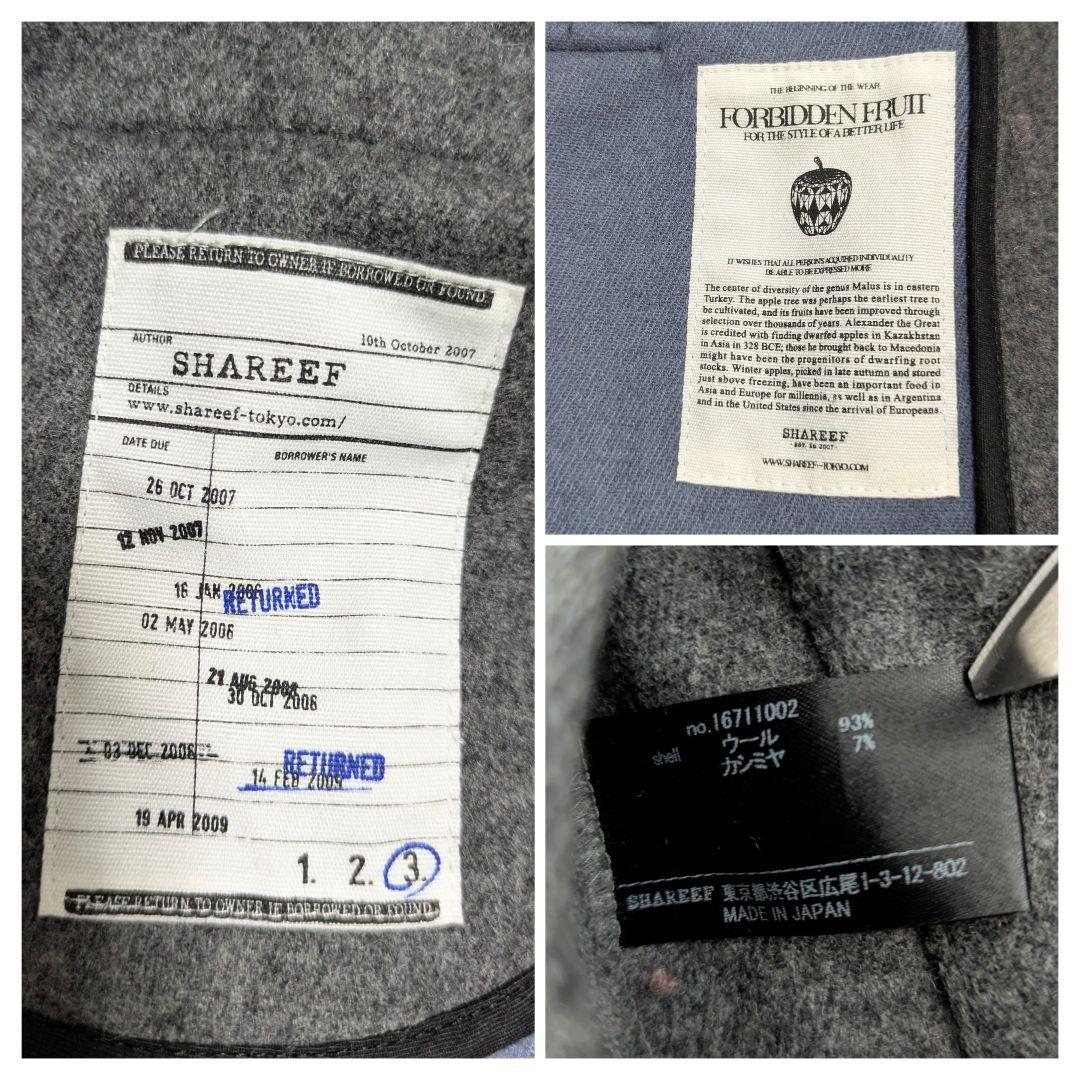 PLEASE RETURN TO OWNER IF BORROWED OR FOUND.
AUTHOR
10th October 2007
SHAREEF
DETAILS
www.shareef-tokyo.com/
DATE DUE
BORROWER'S NAME
26 OCT 2007
12 NOV 2007
16 JAN 2006
RETURNED
02 MAY 2006
21 AUG 2008
30 OCT 2006
03 DEC 2006
RETURNED
14 FEB 2009
19 APR 2009
1. 2. 3.
PLEASE RETURN TO OWNER IF BORROWED OR FOUND
THE BEGINNING OF THE WEAR
FORBIDDEN FRUIT
FOR THE STYLE OF A BETTER LIFE
IT WISHES THAT ALL PERSONS ACQUIRED INDIVIDUALITY
BE ABLE TO BE EXPRESSED MORE
The center of diversity of the genus Malus is in eastern
Turkey. The apple tree was perhaps the earliest tree to
be cultivated, and its fruits have been improved through
selection over thousands of years. Alexander the Great
is credited with finding dwarfed apples in Kazakhstan
in Asia in 328 BCE; those he brought back to Macedonia
might have been the progenitors of dwarfing root
stocks. Winter apples, picked in late autumn and stored
just above freezing, have been an important food in
Asia and Europe for millennia, as well as in Argentina
and in the United States since the arrival of Europeans.
SHAREEF
2007-
WWW.SHAREEF-TOKYO.COM
no.16711002
shell ウール 93%
カシミヤ 7%
SHAREEF 東京都渋谷区広尾1-3-12-802
MADE IN JAPAN